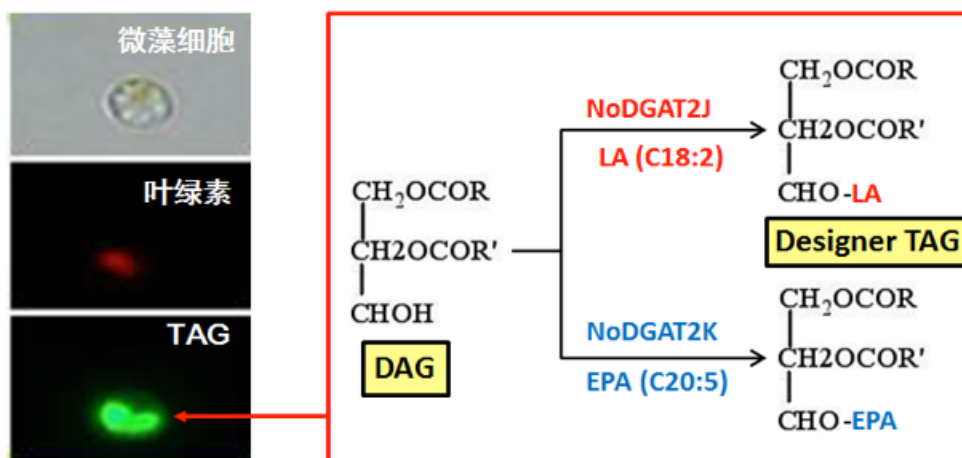 微藻细胞
叶绿素
TAG
CH₂OCOR
CH2OCOR'
CHOH
DAG
NoDGAT2J
LA (C18:2)
NoDGAT2K
EPA (C20:5)
CH₂OCOR
CH2OCOR'
CHO-LA
Designer TAG
CH₂OCOR
CH2OCOR'
CHO-EPA